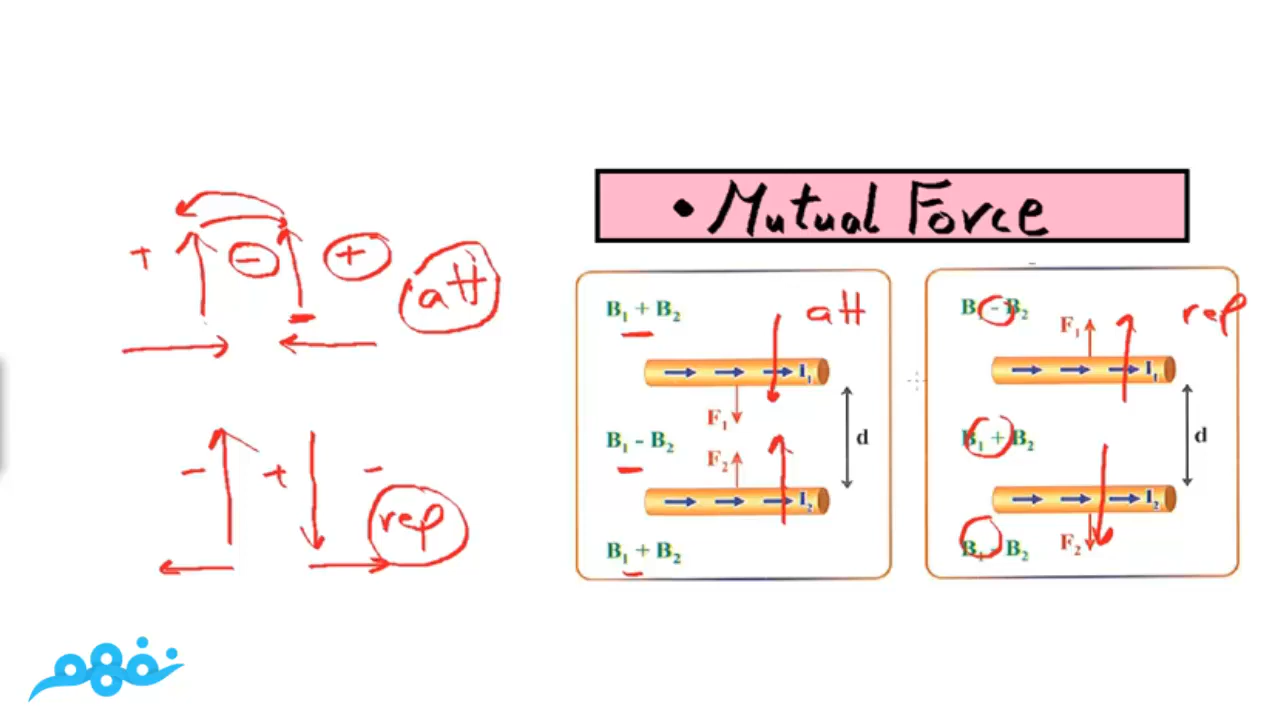 • Mutual Force
+ - + att
- + - rep
B₁ + B₂
att
I₁
F₁
B₁ - B₂
d
F₂
I₂
B₁ + B₂
B₁ - B₂
rep
F₁
I₁
B₁ + B₂
d
I₂
F₂
B₁ - B₂
نفهم